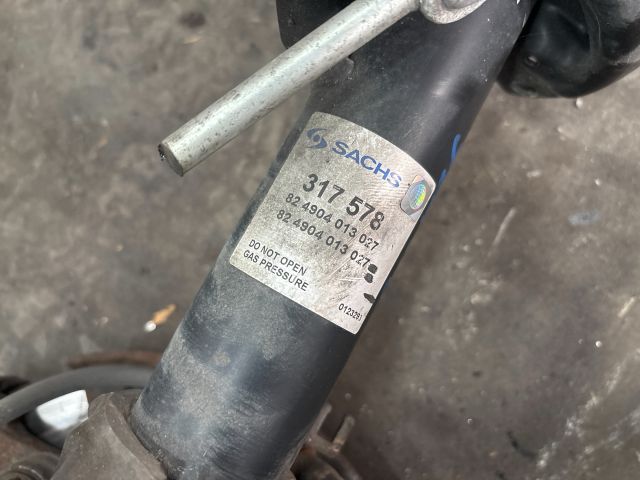 SACHS
317 578
82 4904 013 027
82 4904 013 027
DO NOT OPEN
GAS PRESSURE